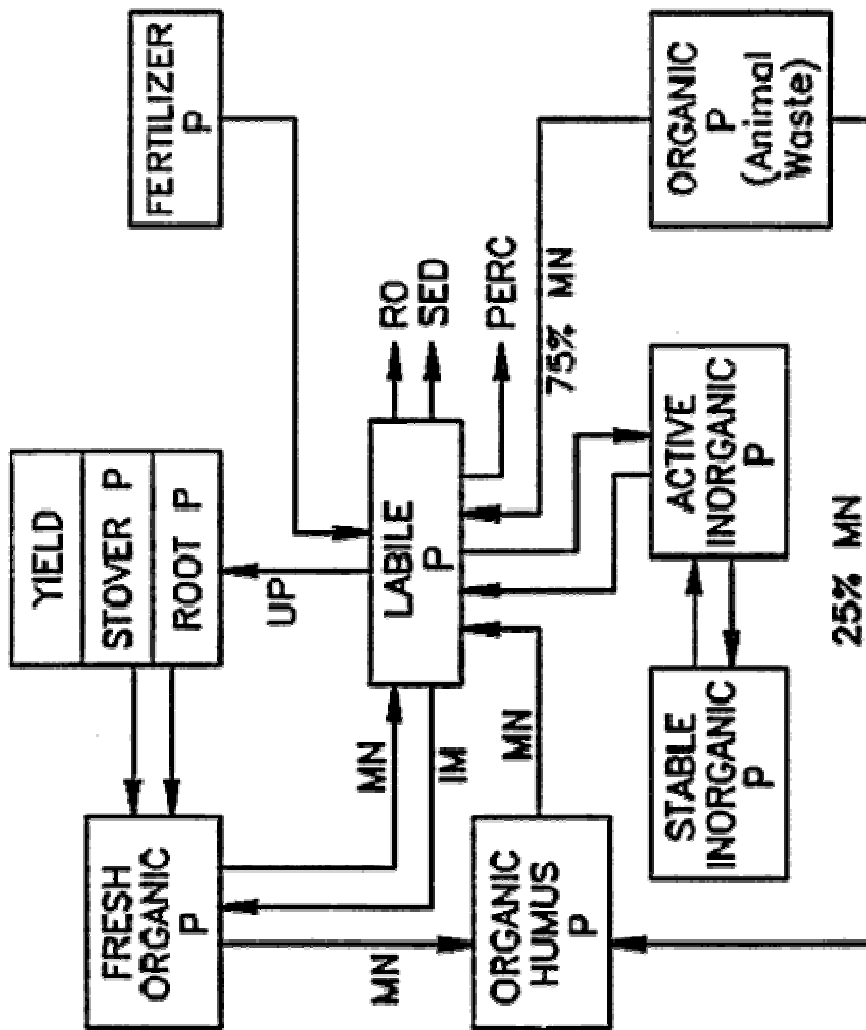 YIELD
STOVER P
ROOT P
FERTILIZER
P
FRESH
ORGANIC
P
UP
MN
IM
MN
MN
LABILE
P
RO
SED
PERC
75% MN
ORGANIC
HUMUS
P
STABLE
INORGANIC
P
ACTIVE
INORGANIC
P
ORGANIC
P
(Animal
Waste)
25% MN